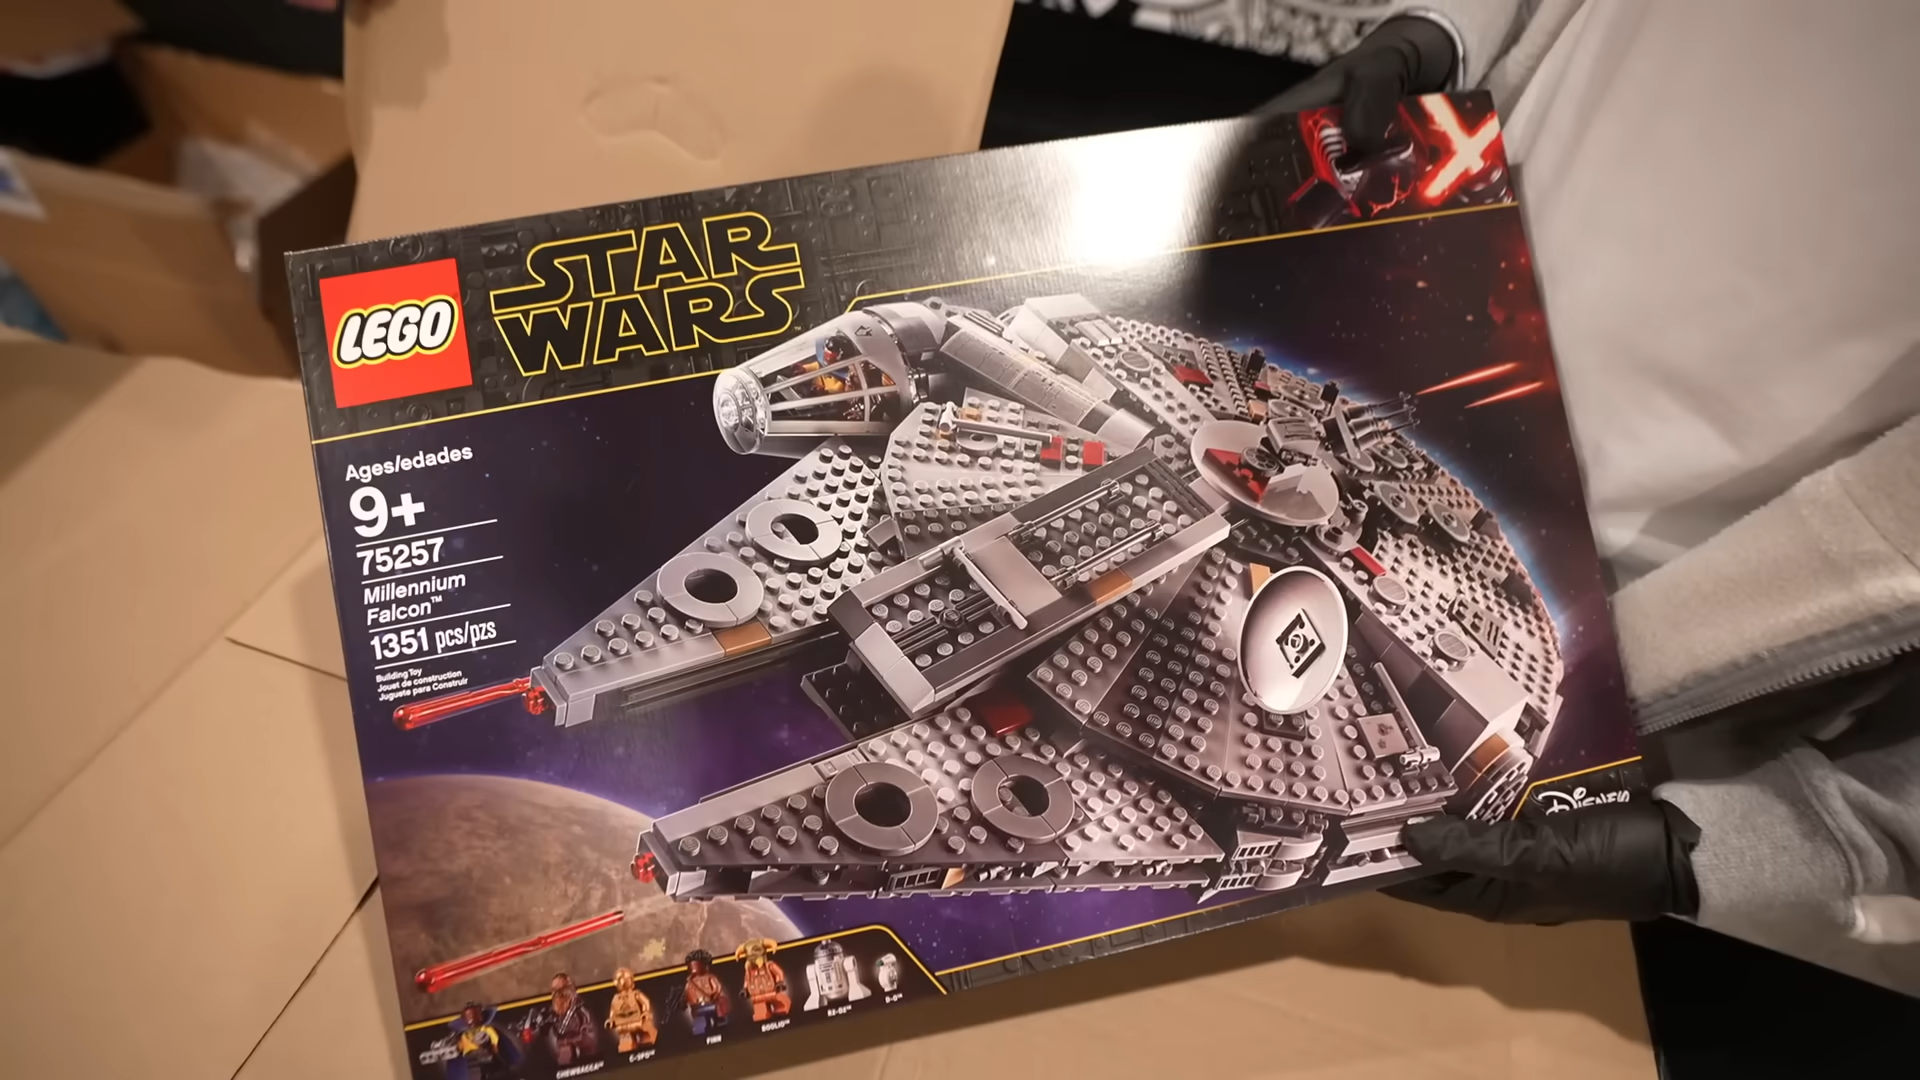 LEGO
STAR
WARS
Ages/edades
9+
75257
Millennium
Falcon™
1351 pcs/pzs
Building Toy
Jouet de construction
Juguete para Construir
Disney
CHEWBACCA™
C-3PO™
FINN
BOOLIO™
R2-D2™
D-O™